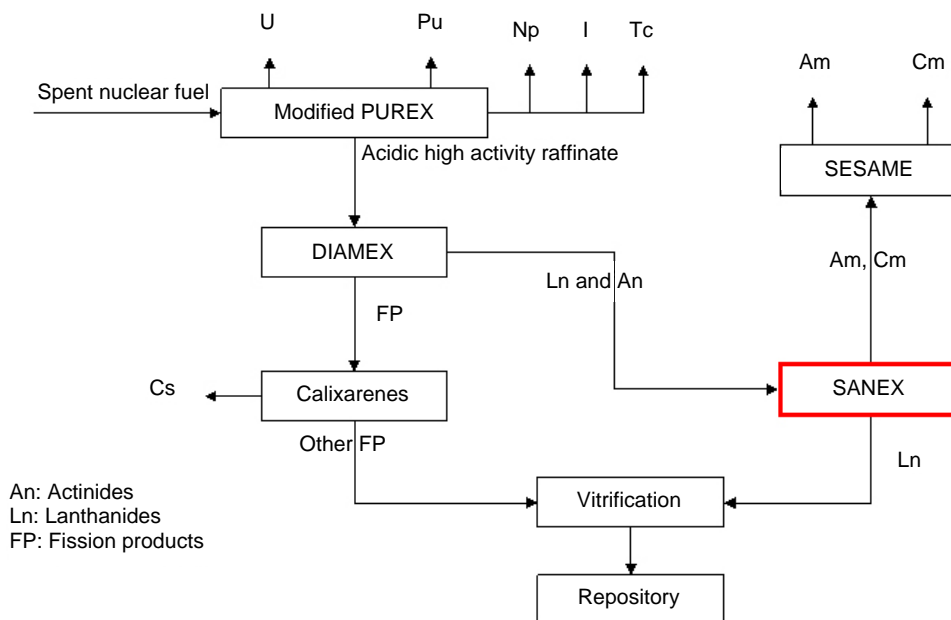 U
Pu
Np
I
Tc
Am
Cm
Spent nuclear fuel
Modified PUREX
Acidic high activity raffinate
SESAME
DIAMEX
Ln and An
Am, Cm
FP
Cs
Calixarenes
SANEX
Other FP
Ln
An: Actinides
Ln: Lanthanides
FP: Fission products
Vitrification
Repository